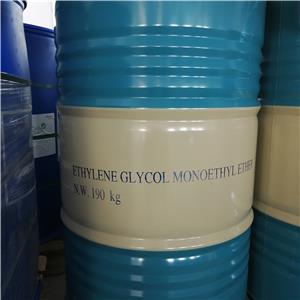 ETHYLENE GLYCOL MONOETHYL ETHER
N.W. 190 kg